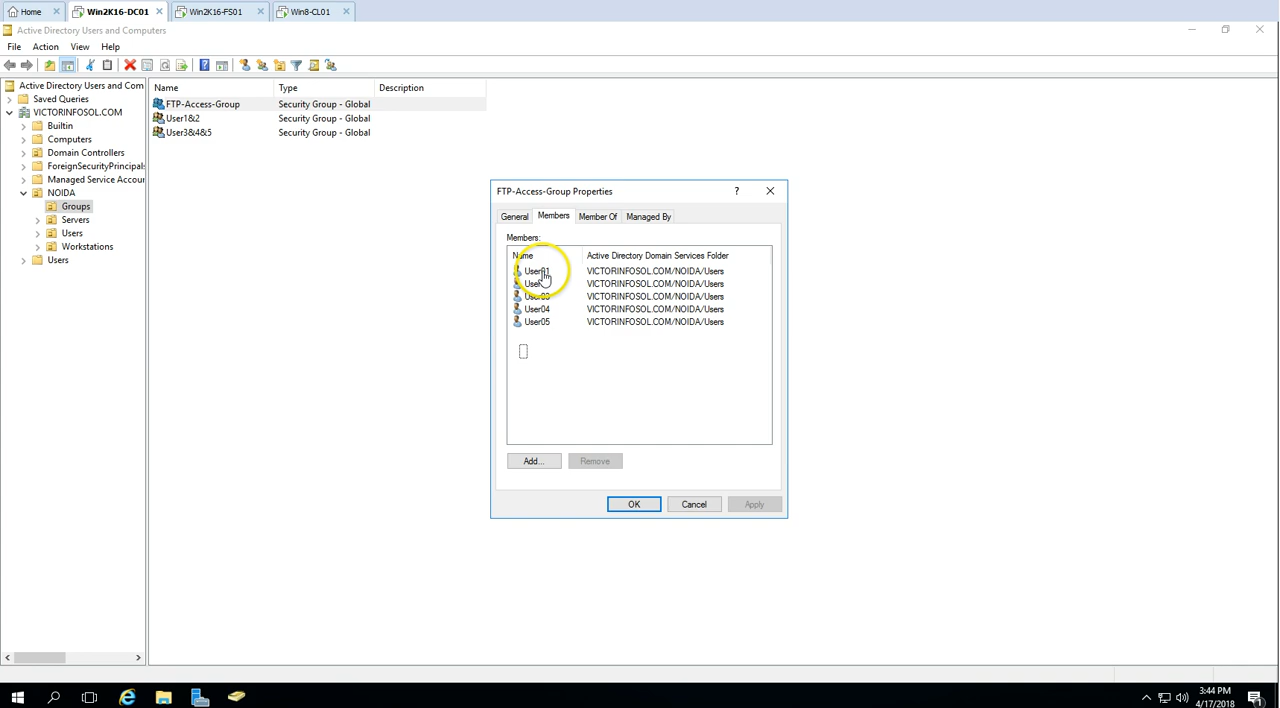 Home
Win2K16-DC01
Win2K16-FS01
Win8-CL01
Active Directory Users and Computers
File Action View Help
Active Directory Users and Com
Saved Queries
VICTORINFOSOL.COM
Builtin
Computers
Domain Controllers
ForeignSecurityPrincipals
Managed Service Accoun
NOIDA
Groups
Servers
Users
Workstations
Users
Name Type Description
FTP-Access-Group Security Group - Global
User1&2 Security Group - Global
User3&4&5 Security Group - Global
FTP-Access-Group Properties
?
General Members Member Of Managed By
Members:
Name Active Directory Domain Services Folder
User01 VICTORINFOSOL.COM/NOIDA/Users
VICTORINFOSOL.COM/NOIDA/Users
User03 VICTORINFOSOL.COM/NOIDA/Users
User04 VICTORINFOSOL.COM/NOIDA/Users
User05 VICTORINFOSOL.COM/NOIDA/Users
Add... Remove
OK Cancel Apply
3:44 PM
4/17/2018